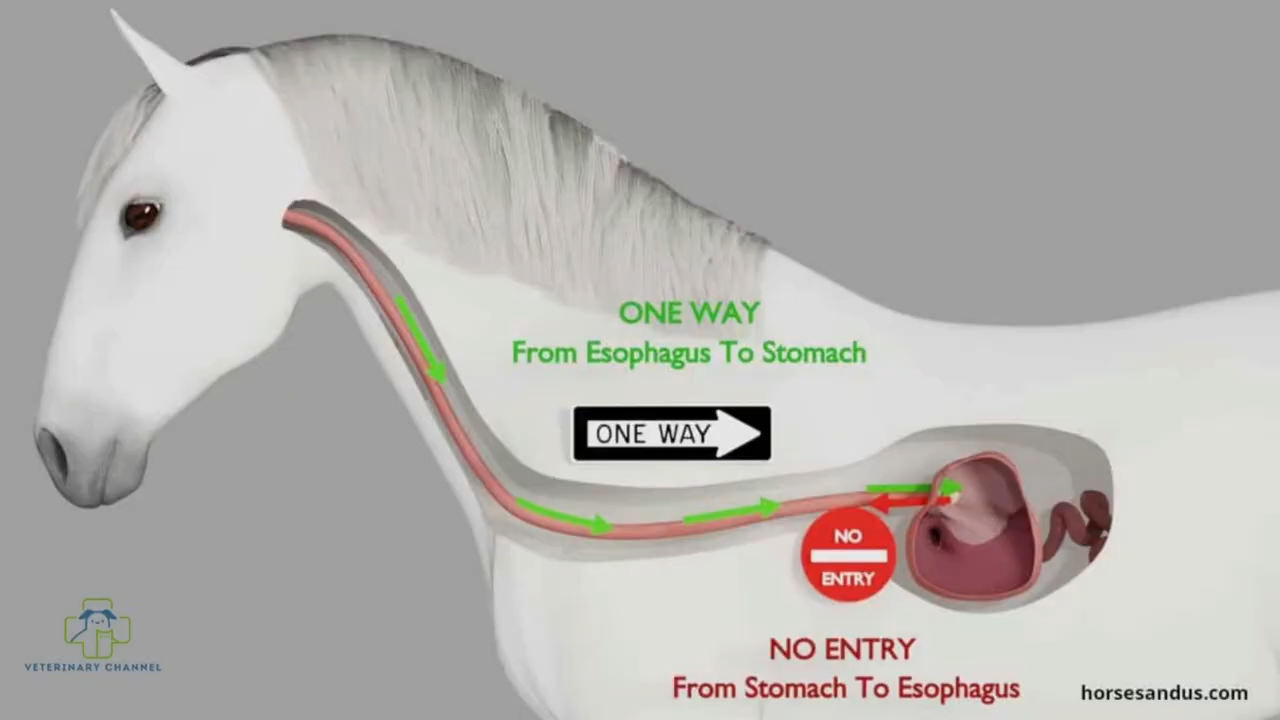 ONE WAY
From Esophagus To Stomach
ONE WAY
NO
ENTRY
NO ENTRY
From Stomach To Esophagus
VETERINARY CHANNEL
horsesandus.com